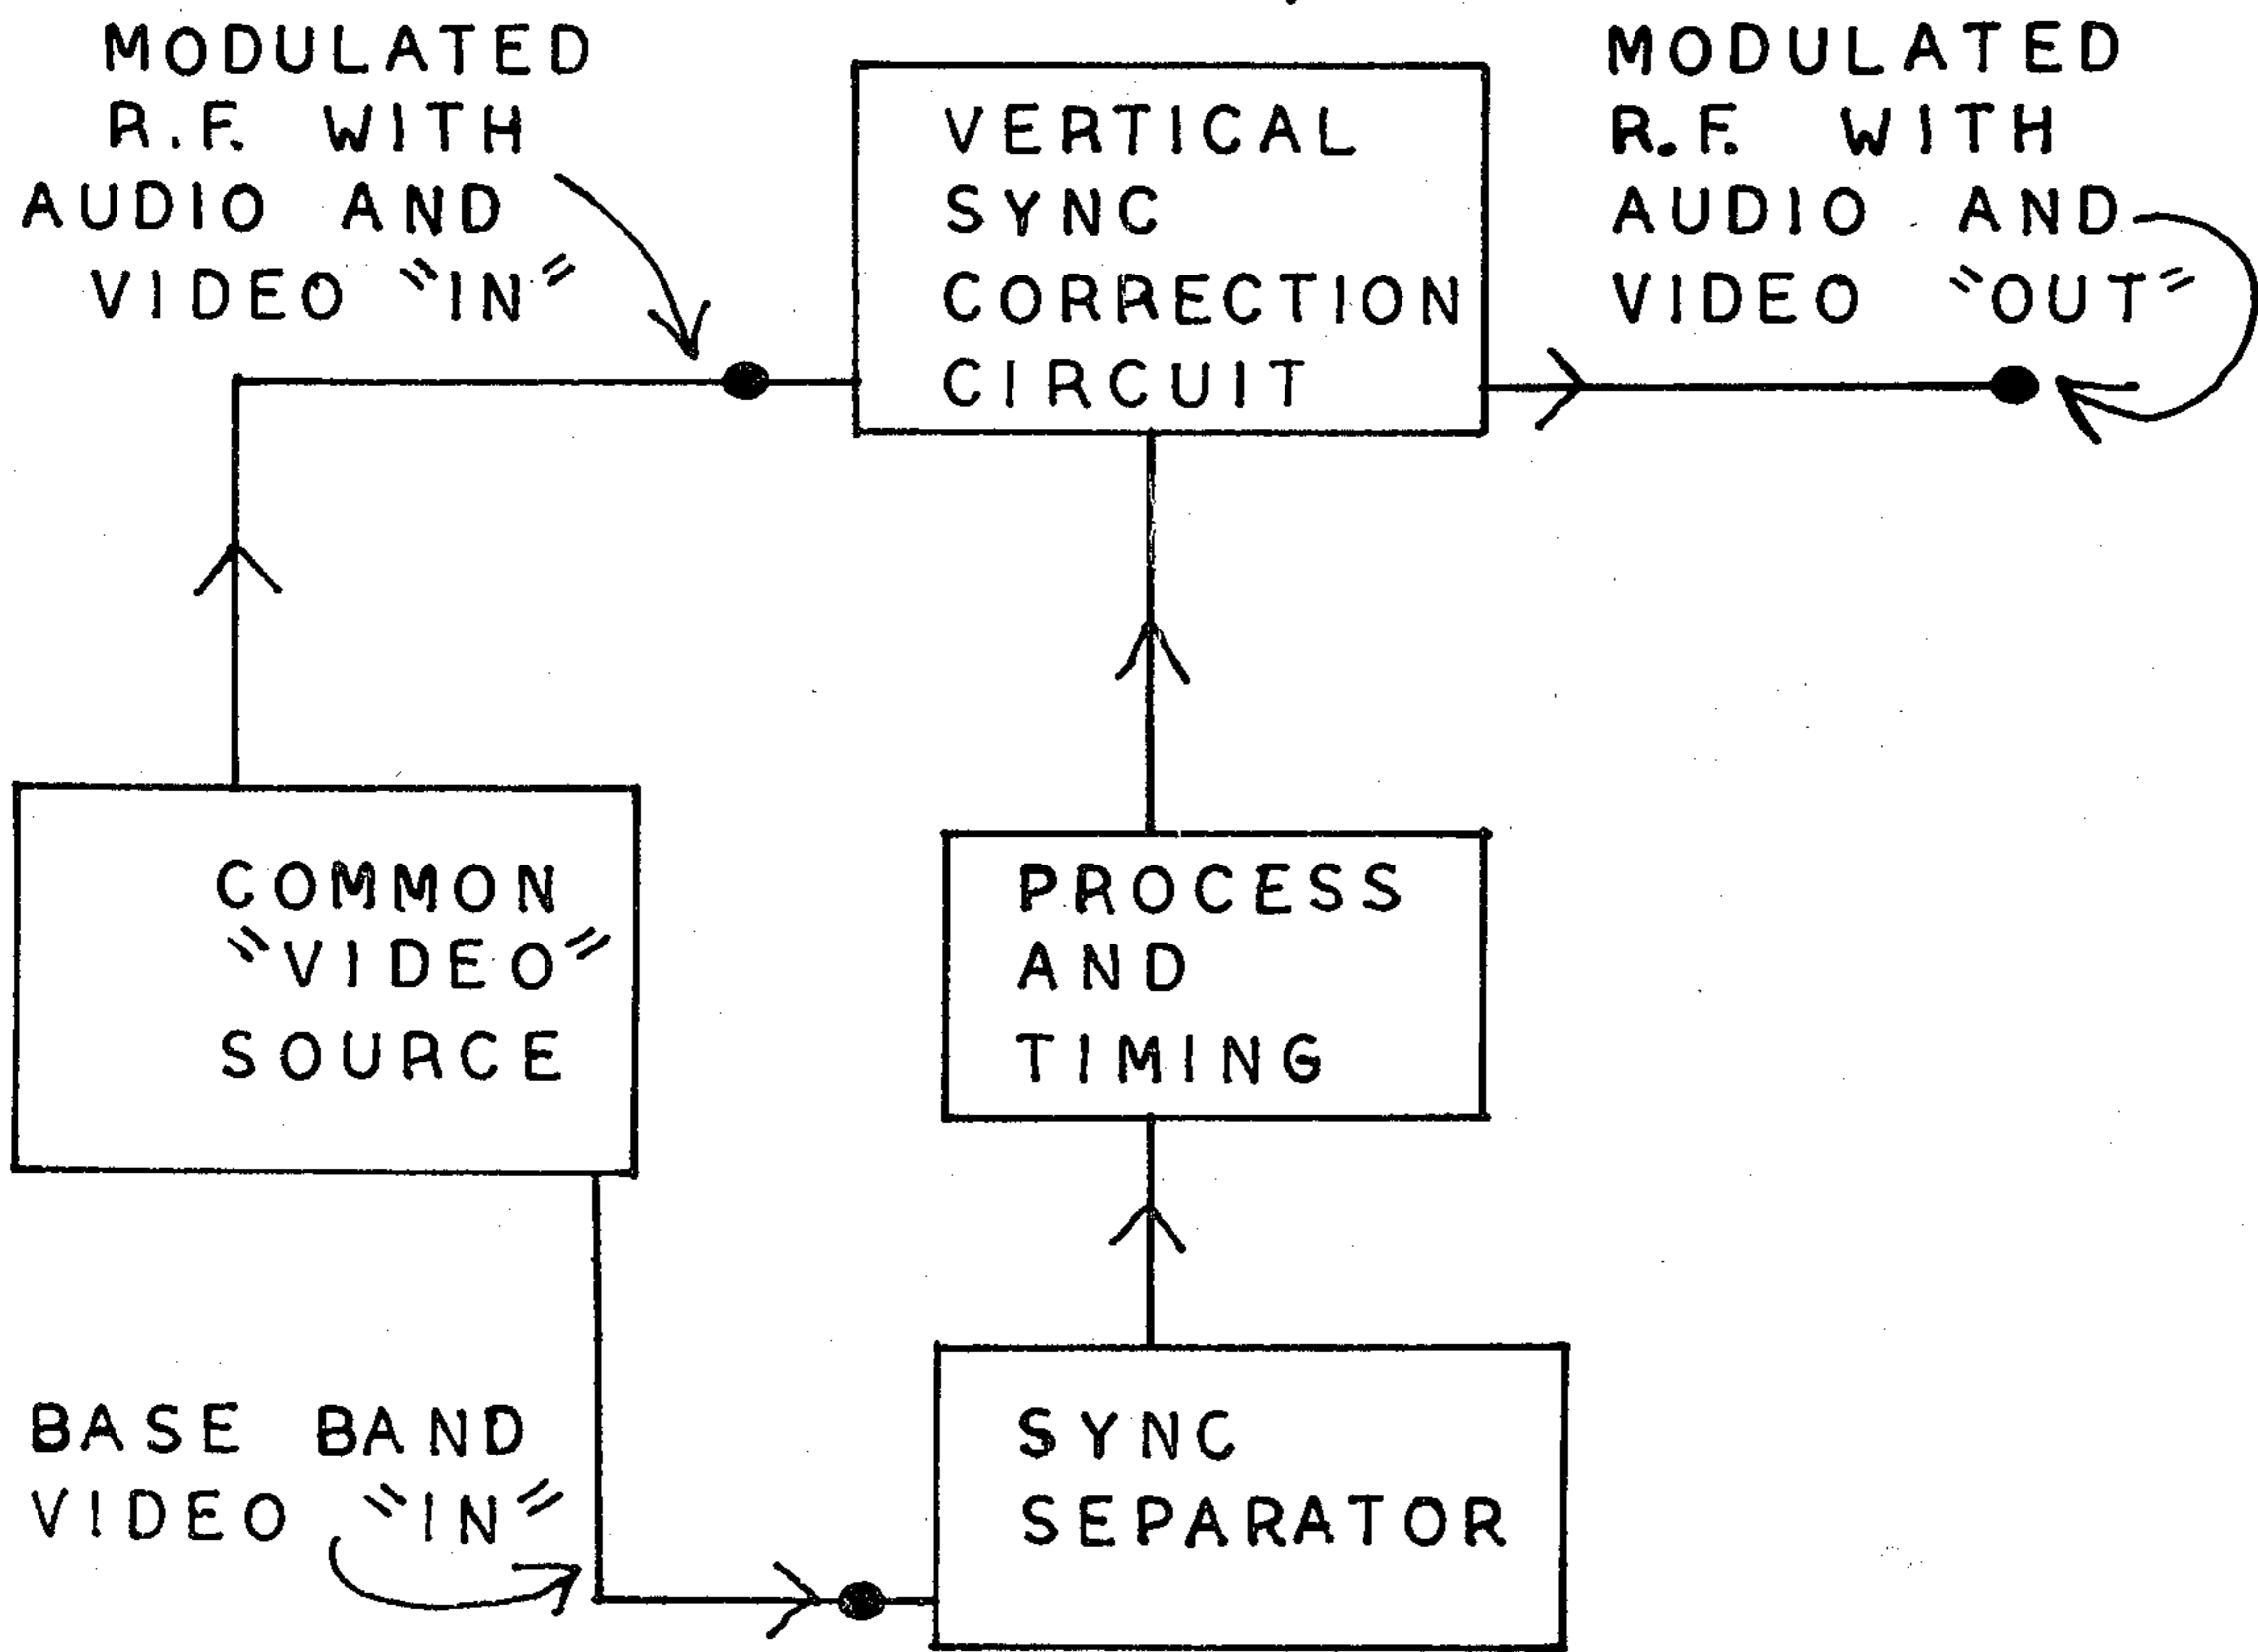 MODULATED
R.F. WITH
AUDIO AND
VIDEO "IN"
VERTICAL
SYNC
CORRECTION
CIRCUIT
MODULATED
R.F. WITH
AUDIO AND
VIDEO "OUT"
COMMON
"VIDEO"
SOURCE
PROCESS
AND
TIMING
BASE BAND
VIDEO "IN"
SYNC
SEPARATOR